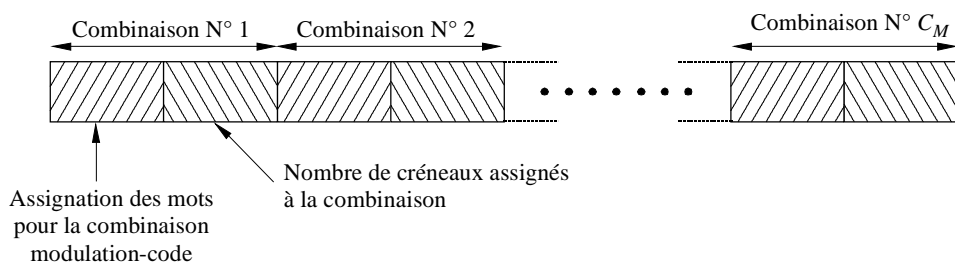 Combinaison N° 1
Combinaison N° 2
Combinaison N° C_M
Nombre de créneaux assignés
à la combinaison
Assignation des mots
pour la combinaison
modulation-code